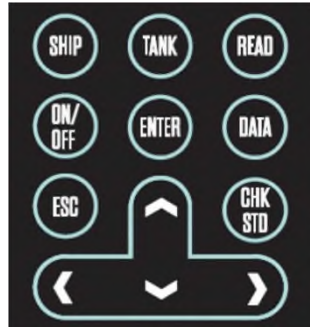 SHIP TANK READ
ON/
OFF
ENTER DATA
ESC
CHK
STD